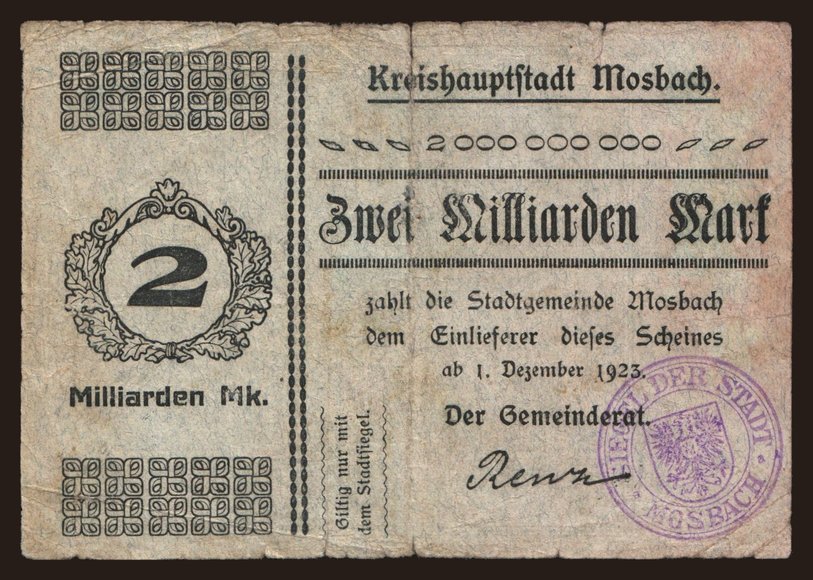 2
Milliarden Mk.
Giltig nur mit
dem Stadtsiegel.
Kreishauptstadt Mosbach.
2 000 000 000
Zwei Milliarden Mark
zahlt die Stadtgemeinde Mosbach
dem Einlieferer dieses Scheines
ab 1. Dezember 1923.
Der Gemeinderat.
Renz
SIEGEL DER STADT
MOSBACH